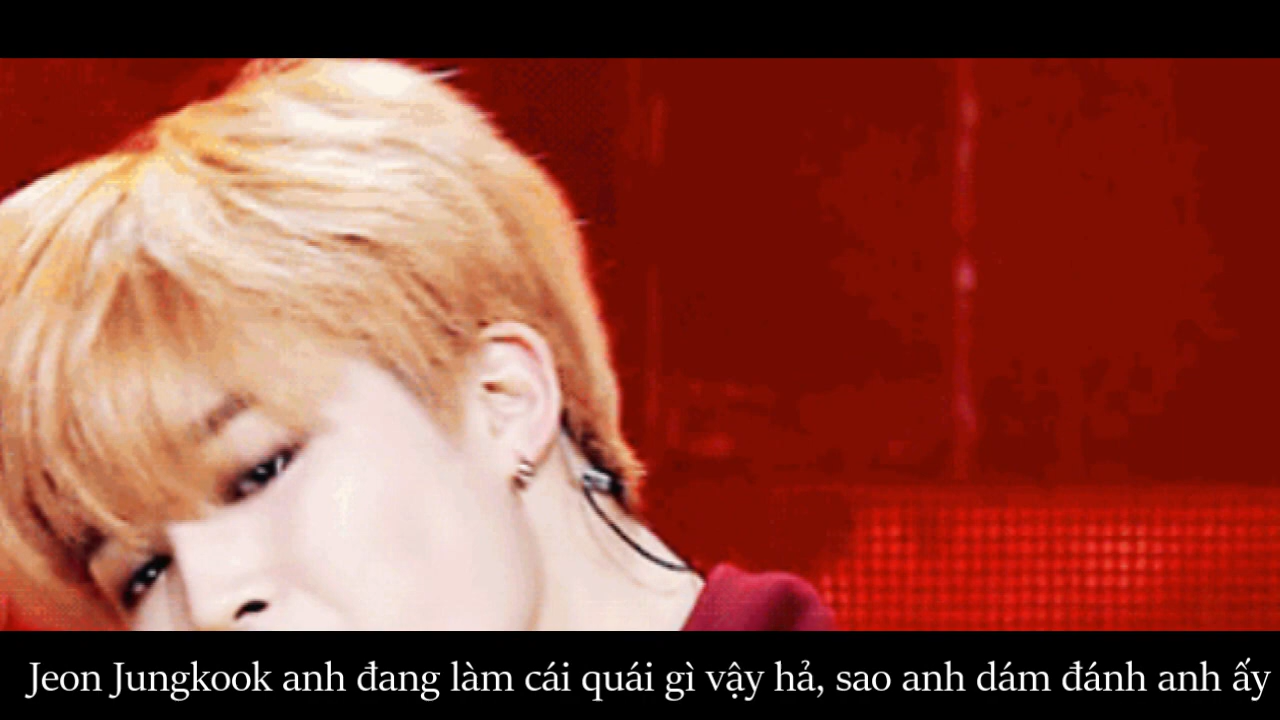 Jeon Jungkook anh đang làm cái quái gì vậy hả, sao anh dám đánh anh ấy